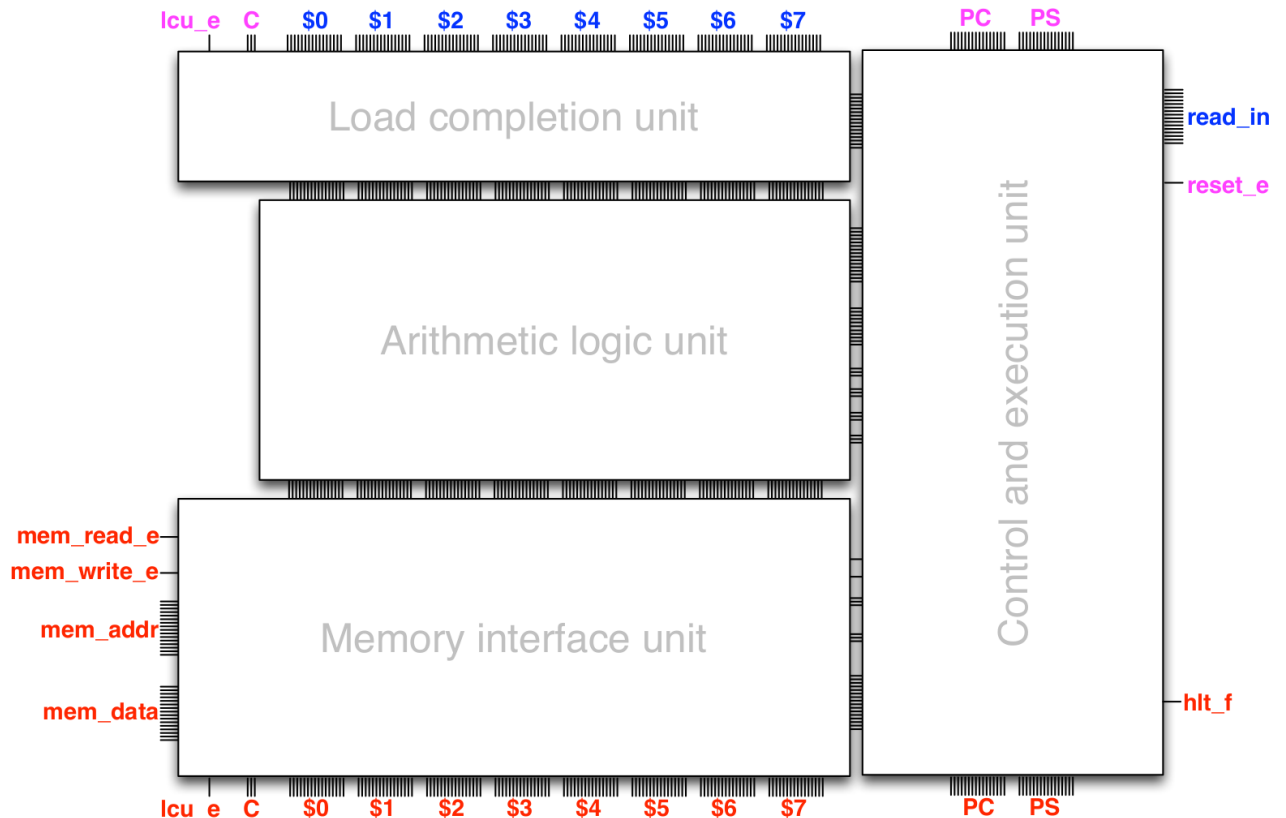 lcu_e C $0 $1 $2 $3 $4 $5 $6 $7 PC PS
Load completion unit
read_in
reset_e
Arithmetic logic unit
Control and execution unit
mem_read_e
mem_write_e
mem_addr
Memory interface unit
mem_data
hlt_f
lcu e C $0 $1 $2 $3 $4 $5 $6 $7 PC PS